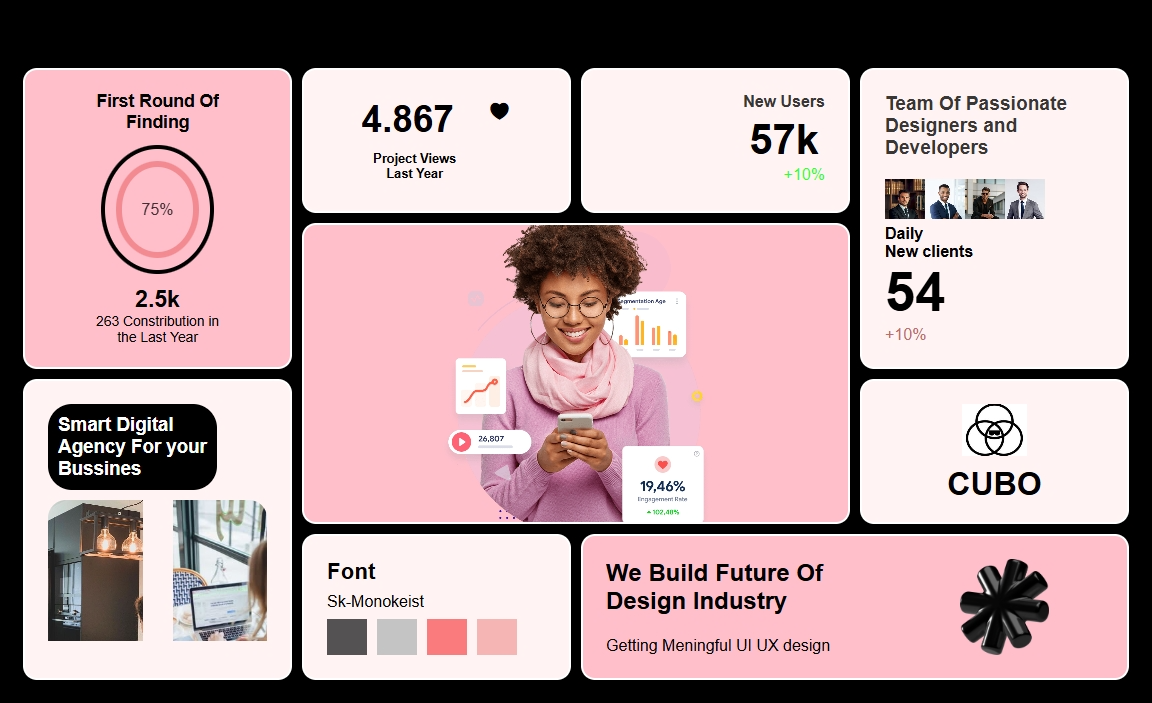 First Round Of
Finding
75%
2.5k
263 Constribution in
the Last Year
4.867
Project Views
Last Year
New Users
57k
+10%
Team Of Passionate
Designers and
Developers
Daily
New clients
54
+10%
Segmentation Age
26,807
19,46%
Engagement Rate
102,48%
Smart Digital
Agency For your
Bussines
CUBO
Font
Sk-Monokeist
We Build Future Of
Design Industry
Getting Meningful UI UX design